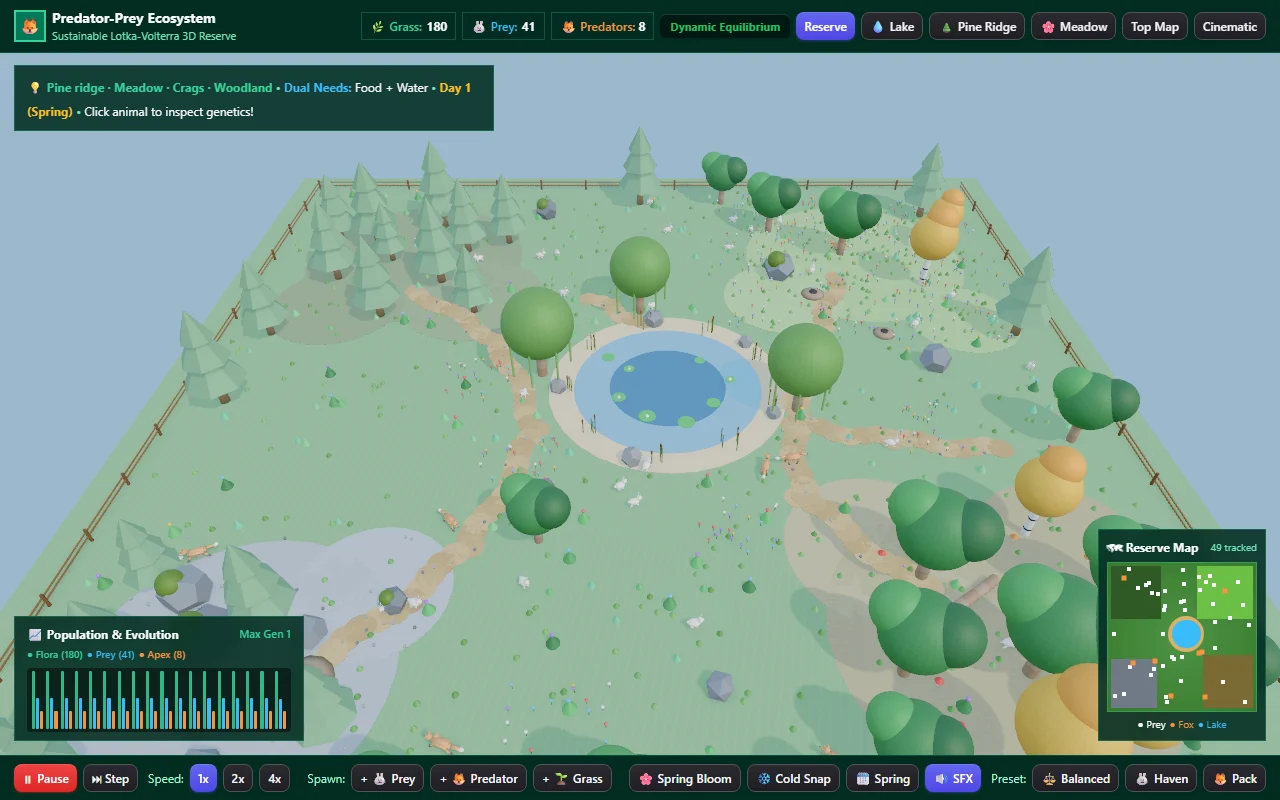 Predator-Prey Ecosystem
Sustainable Lotka-Volterra 3D Reserve
Grass: 180
Prey: 41
Predators: 8
Dynamic Equilibrium
Reserve
Lake
Pine Ridge
Meadow
Top Map
Cinematic
Pine ridge · Meadow · Crags · Woodland • Dual Needs: Food + Water • Day 1
(Spring) • Click animal to inspect genetics!
Reserve Map
49 tracked
• Prey • Fox • Lake
Population & Evolution
Max Gen 1
• Flora (180) • Prey (41) • Apex (8)
Pause
Step
Speed:
1x
2x
4x
Spawn:
+ Prey
+ Predator
+ Grass
Spring Bloom
Cold Snap
Spring
SFX
Preset:
Balanced
Haven
Pack